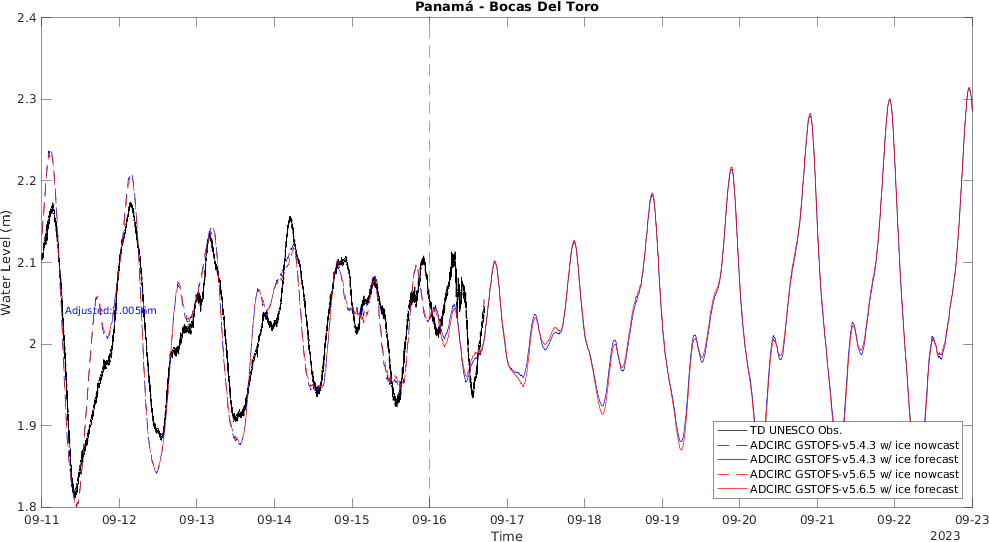 Panamá - Bocas Del Toro
2.4
2.3
2.2
2.1
2
1.9
1.8
Water Level (m)
Adjusted:2.0056m
TD UNESCO Obs.
ADCIRC GSTOFS-v5.4.3 w/ ice nowcast
ADCIRC GSTOFS-v5.4.3 w/ ice forecast
ADCIRC GSTOFS-v5.6.5 w/ ice nowcast
ADCIRC GSTOFS-v5.6.5 w/ ice forecast
09-11 09-12 09-13 09-14 09-15 09-16 09-17 09-18 09-19 09-20 09-21 09-22 09-23
Time
2023